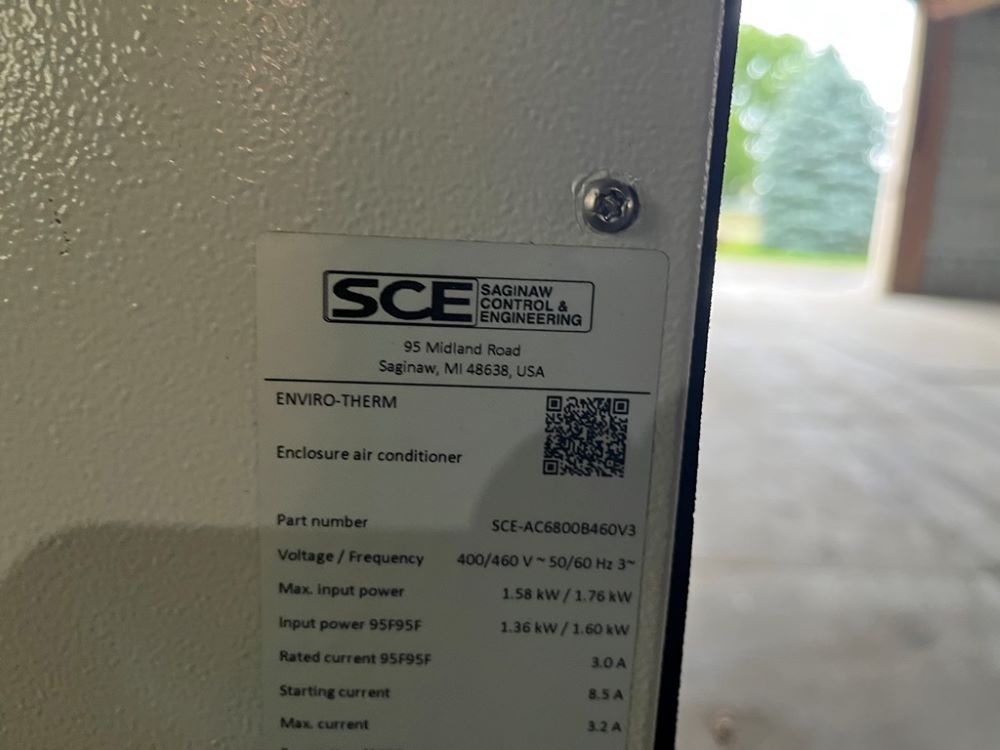 SCE SAGINAW
CONTROL &
ENGINEERING
95 Midland Road
Saginaw, MI 48638, USA
ENVIRO-THERM
Enclosure air conditioner
Part number SCE-AC6800B460V3
Voltage / Frequency 400/460 V ~ 50/60 Hz 3~
Max. input power 1.58 kW / 1.76 kW
Input power 95F95F 1.36 kW / 1.60 kW
Rated current 95F95F 3.0 A
Starting current 8.5 A
Max. current 3.2 A